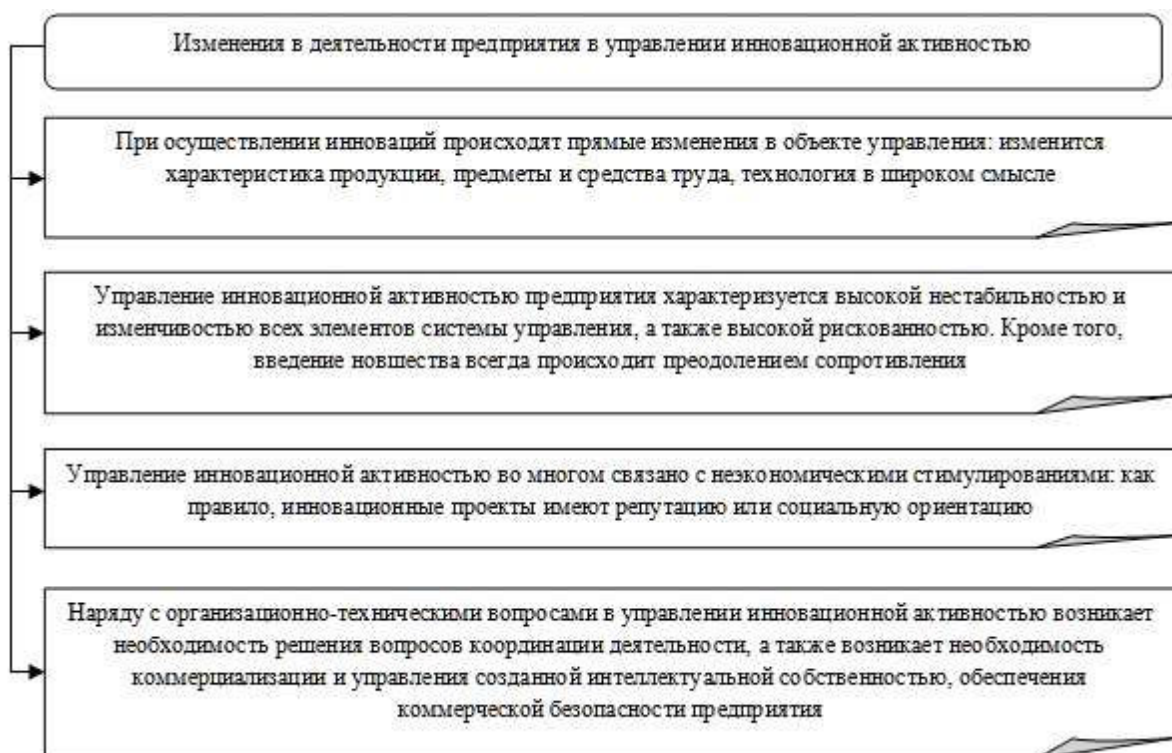 Изменения в деятельности предприятия в управлении инновационной активностью
При осуществлении инноваций происходят прямые изменения в объекте управления: изменится
характеристика продукции, предметы и средства труда, технология в широком смысле
Управление инновационной активностью предприятия характеризуется высокой нестабильностью и
изменчивостью всех элементов системы управления, а также высокой рискованностью. Кроме того,
введение новшества всегда происходит преодолением сопротивления
Управление инновационной активностью во многом связано с неэкономическими стимулированиями: как
правило, инновационные проекты имеют репутацию или социальную ориентацию
Наряду с организационно-техническими вопросами в управлении инновационной активностью возникает
необходимость решения вопросов координации деятельности, а также возникает необходимость
коммерциализации и управления созданной интеллектуальной собственностью, обеспечения
коммерческой безопасности предприятия